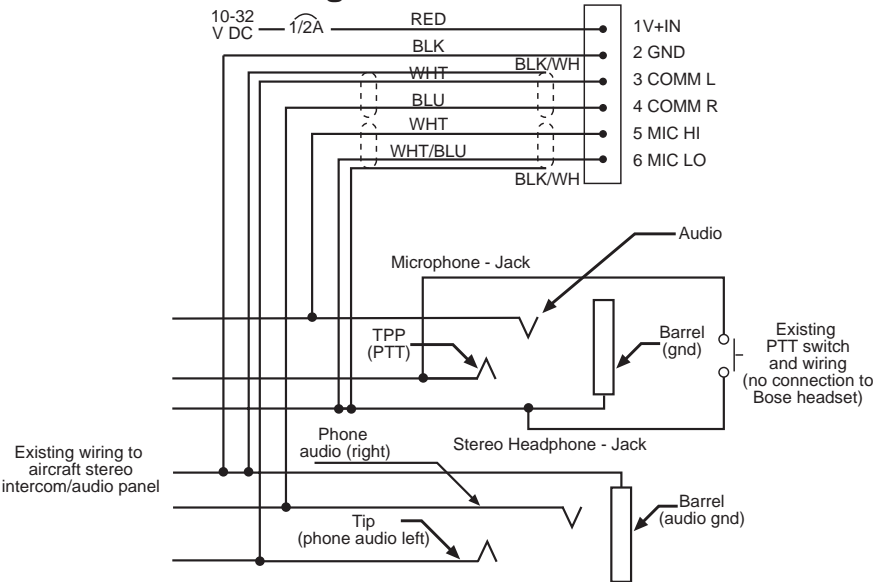 10-32
V DC
1/2A
RED
1V+IN
BLK
2 GND
BLK/WH
WHT
3 COMM L
BLU
4 COMM R
WHT
5 MIC HI
WHT/BLU
6 MIC LO
BLK/WH
Audio
Microphone - Jack
TPP
(PTT)
Barrel
(gnd)
Existing
PTT switch
and wiring
(no connection to
Bose headset)
Phone
audio (right)
Stereo Headphone - Jack
Existing wiring to
aircraft stereo
intercom/audio panel
Tip
(phone audio left)
Barrel
(audio gnd)